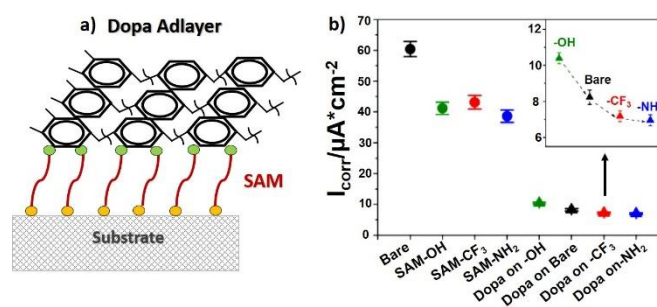 a) Dopa Adlayer
SAM
Substrate
b)
I_corr/µA*cm-2
70
60
50
40
30
20
10
0
Bare
SAM-OH
SAM-CF₃
SAM-NH₂
Dopa on -OH
Dopa on Bare
Dopa on -CF₃
Dopa on-NH₂
12
10
8
6
-OH
Bare
-CF₃
-NH